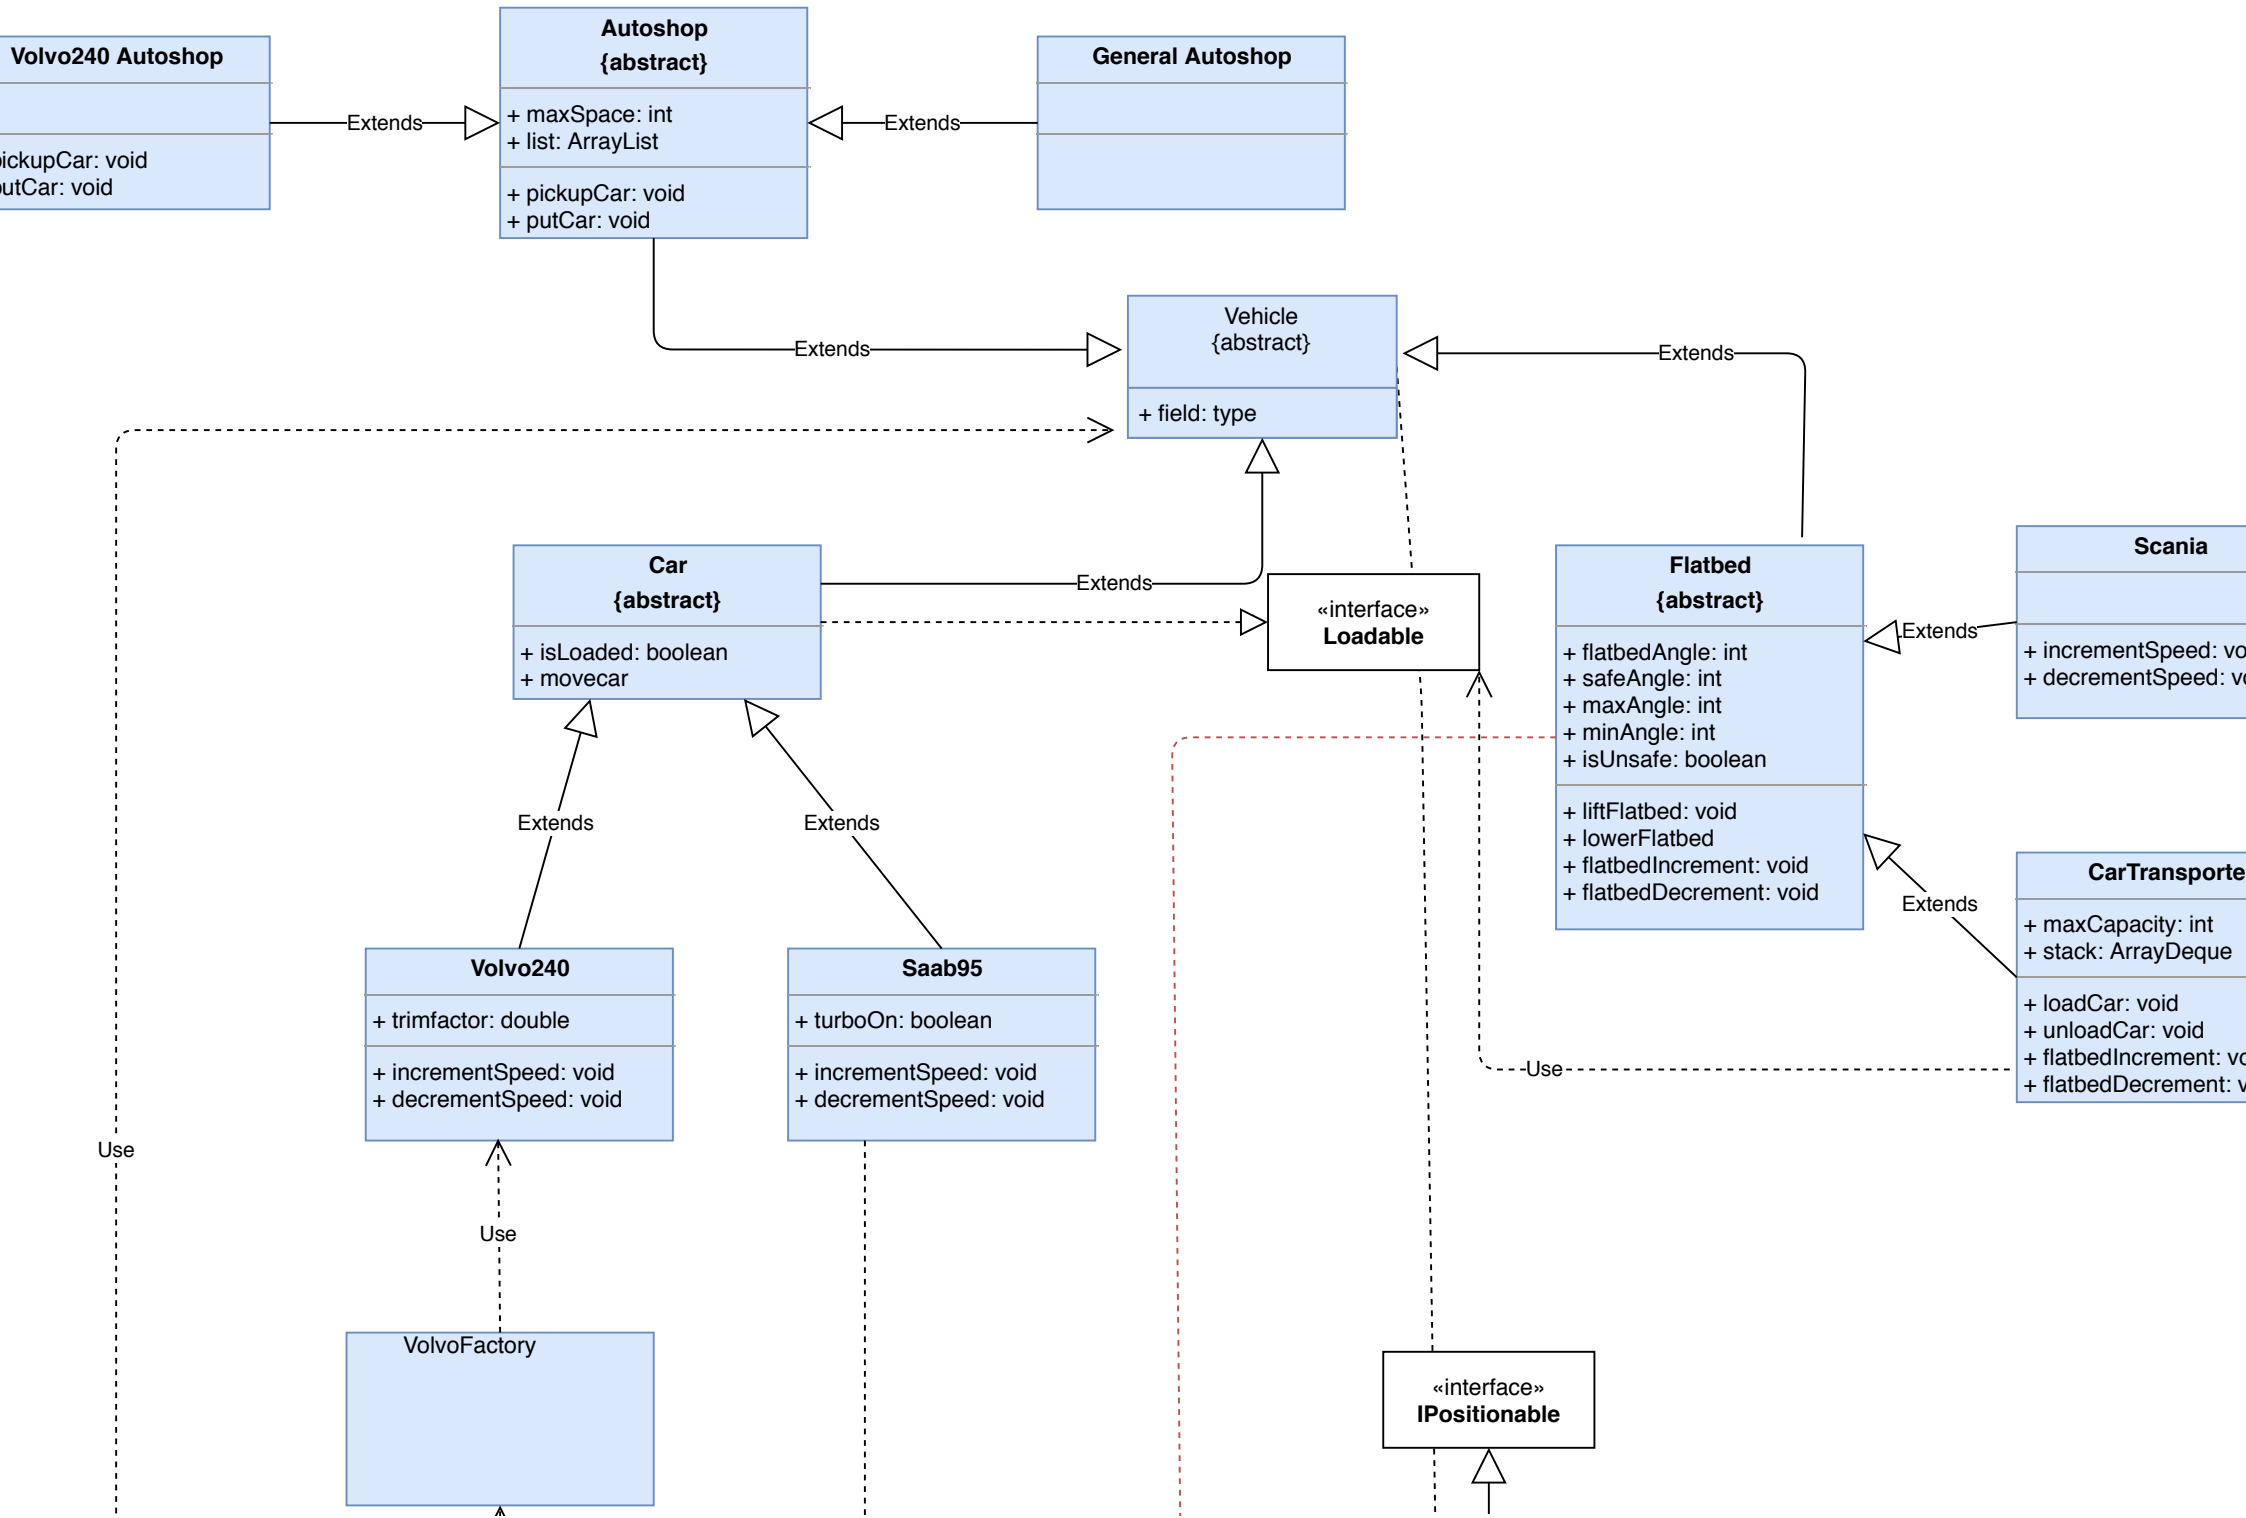 Volvo240 Autoshop
ickupCar: void
utCar: void
Extends
Autoshop
{abstract}
+ maxSpace: int
+ list: ArrayList
+ pickupCar: void
+ putCar: void
Extends
General Autoshop
Extends
Vehicle
{abstract}
+ field: type
Extends
Car
{abstract}
+ isLoaded: boolean
+ movecar
Extends
«interface»
Loadable
Flatbed
{abstract}
+ flatbedAngle: int
+ safeAngle: int
+ maxAngle: int
+ minAngle: int
+ isUnsafe: boolean
+ liftFlatbed: void
+ lowerFlatbed
+ flatbedIncrement: void
+ flatbedDecrement: void
Extends
Scania
+ incrementSpeed: vo
+ decrementSpeed: v
Extends
Extends
Extends
CarTransporte
+ maxCapacity: int
+ stack: ArrayDeque
+ loadCar: void
+ unloadCar: void
+ flatbedIncrement: v
+ flatbedDecrement: v
Volvo240
+ trimfactor: double
+ incrementSpeed: void
+ decrementSpeed: void
Saab95
+ turboOn: boolean
+ incrementSpeed: void
+ decrementSpeed: void
Use
Use
Use
VolvoFactory
«interface»
IPositionable